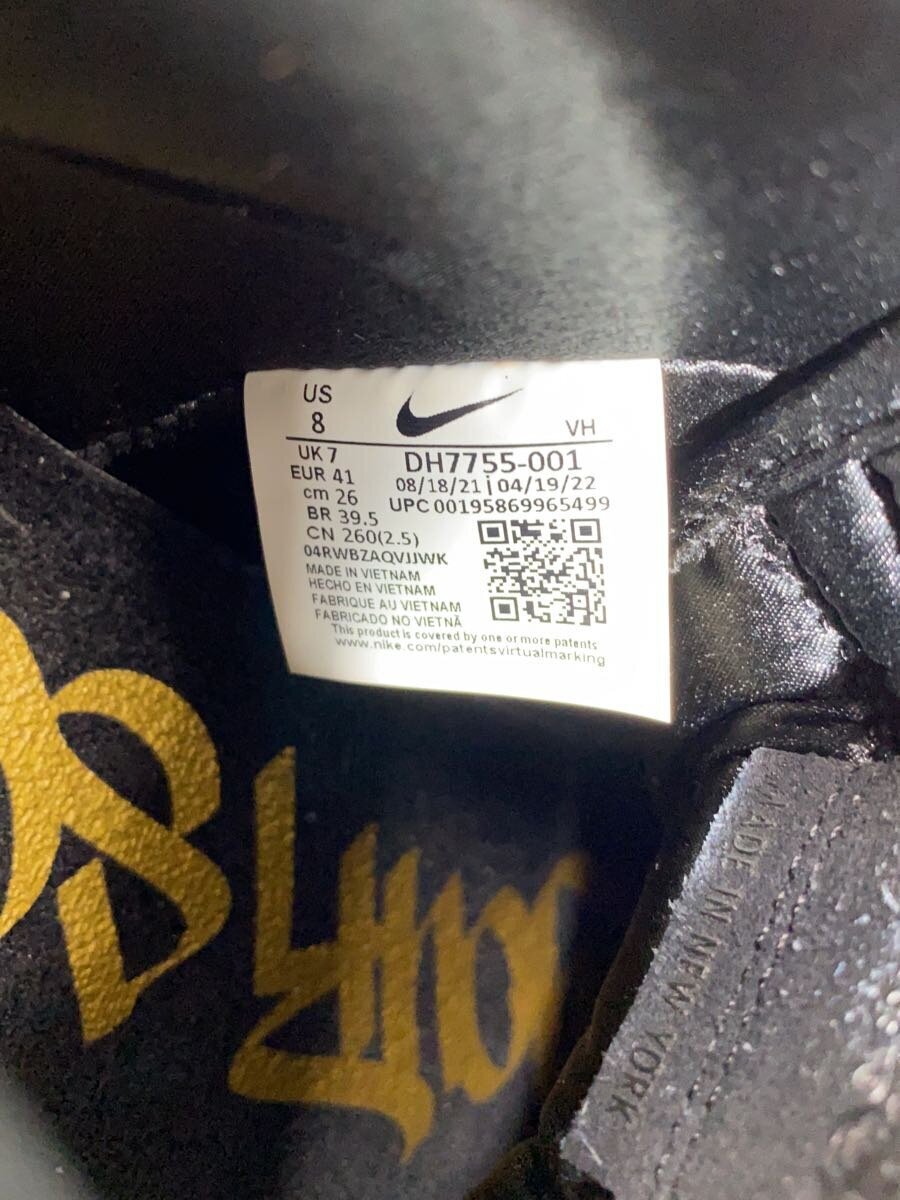 US
8
VH
UK 7
EUR 41
cm 26
BR 39.5
CN 260(2.5)
DH7755-001
08/18/21 | 04/19/22
UPC 00195869965499
04RWBZAQVJJWK
MADE IN VIETNAM
HECHO EN VIETNAM
FABRIQUE AU VIETNAM
FABRICADO NO VIETNÃ
This product is covered by one or more patents
www.nike.com/patentsvirtualmarking
"MADE IN NEW YORK